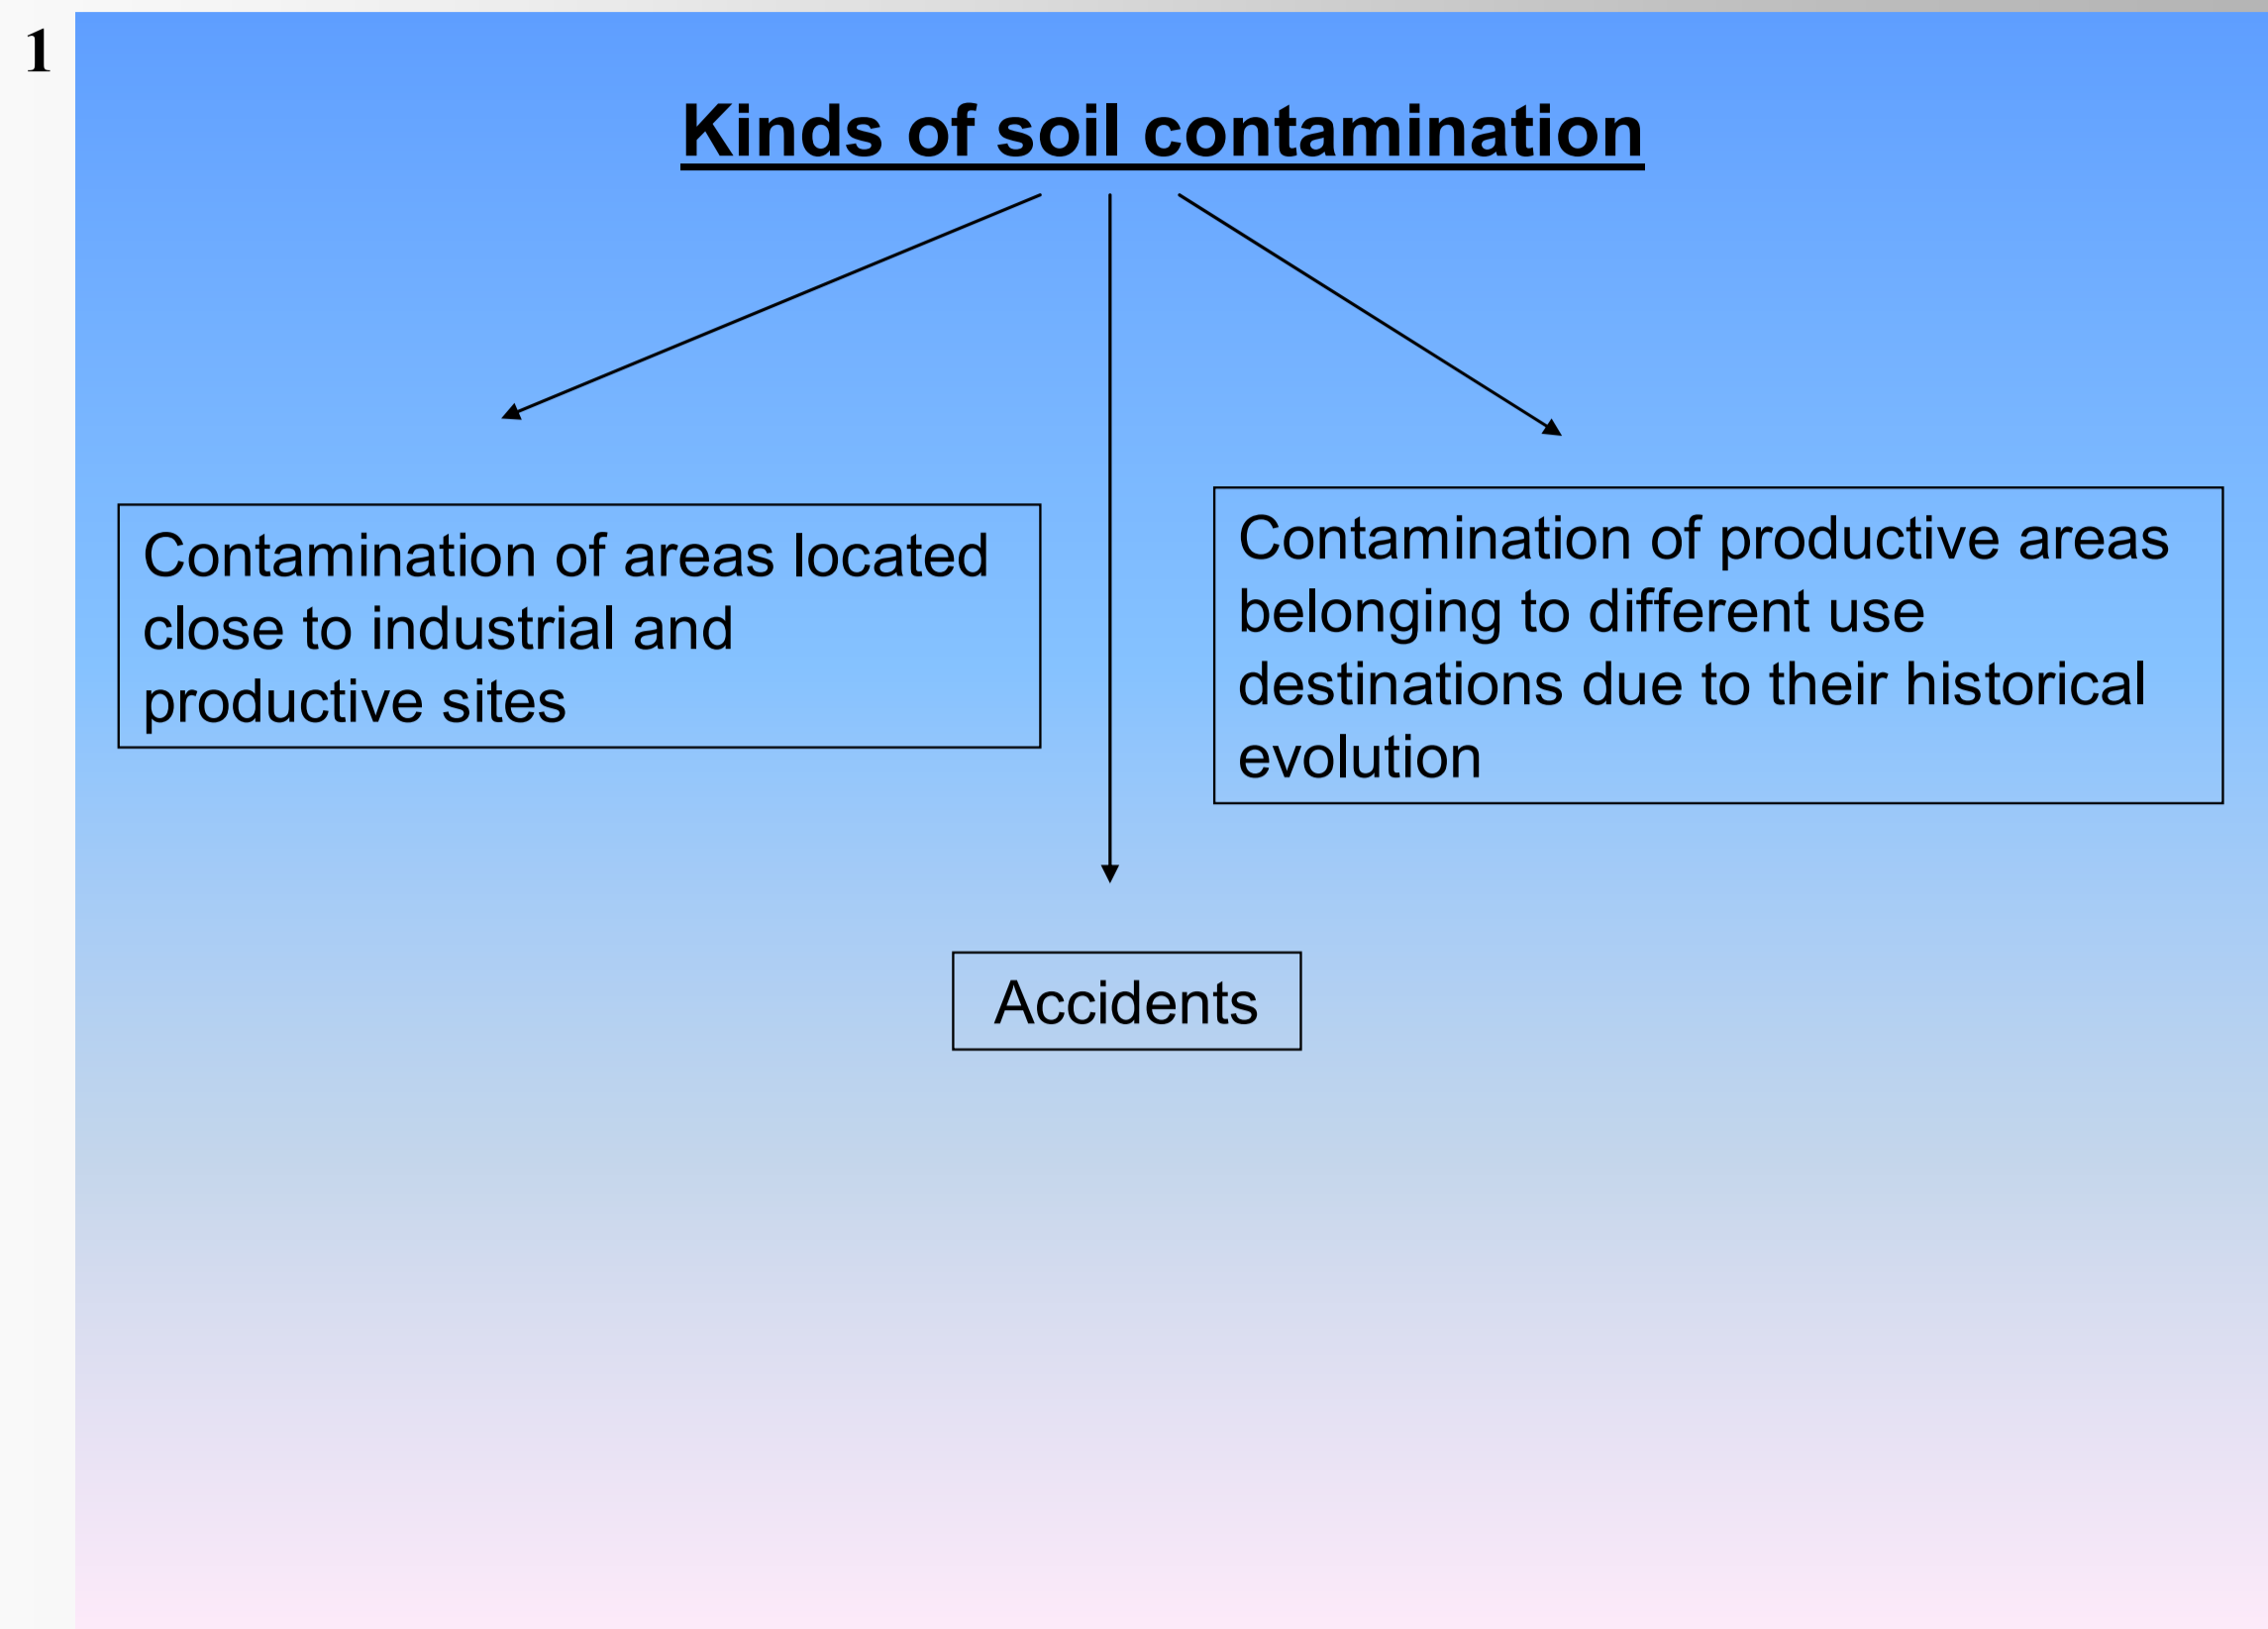 1
Kinds of soil contamination
Contamination of areas located
close to industrial and
productive sites
Contamination of productive areas
belonging to different use
destinations due to their historical
evolution
Accidents